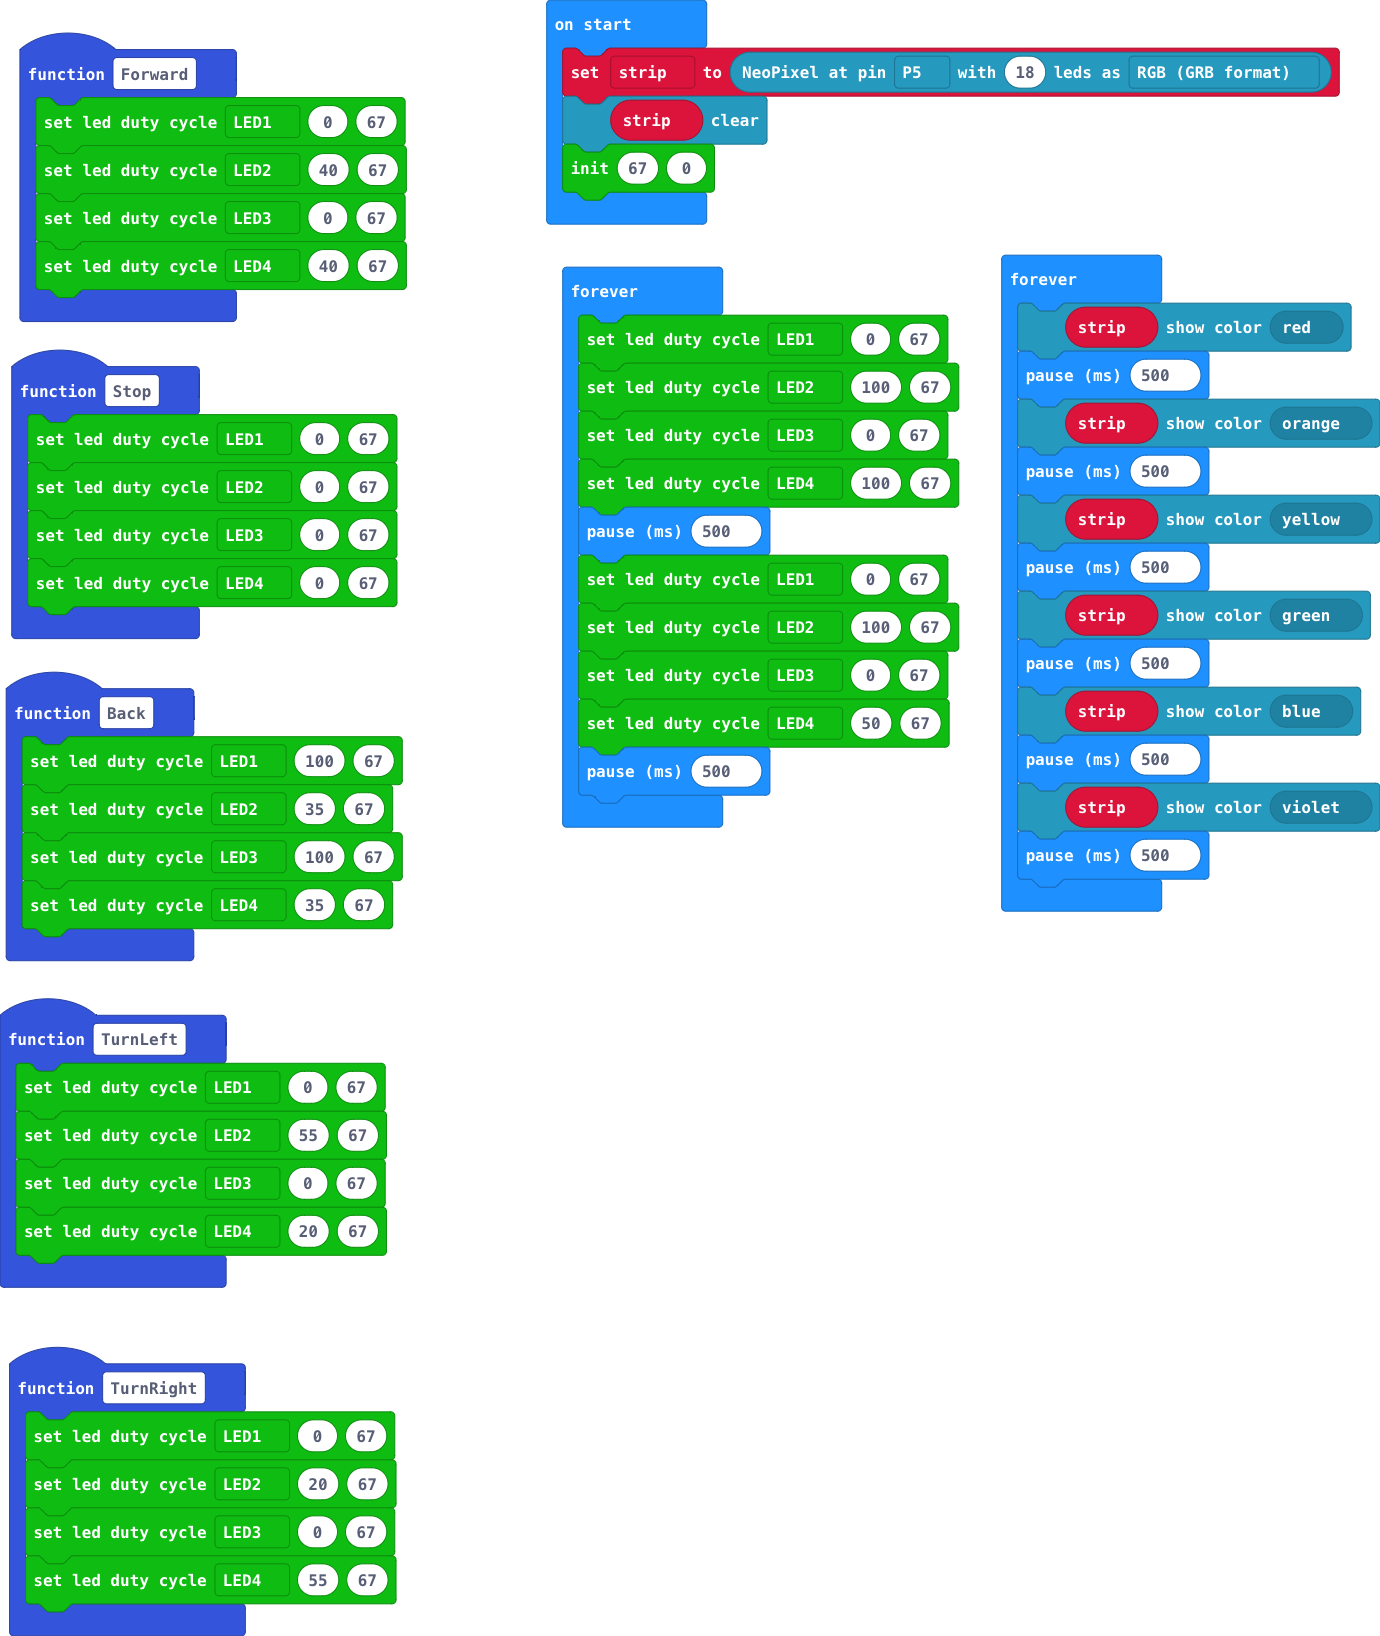 function Forward
set led duty cycle LED1 0 67
set led duty cycle LED2 40 67
set led duty cycle LED3 0 67
set led duty cycle LED4 40 67
function Stop
set led duty cycle LED1 0 67
set led duty cycle LED2 0 67
set led duty cycle LED3 0 67
set led duty cycle LED4 0 67
function Back
set led duty cycle LED1 100 67
set led duty cycle LED2 35 67
set led duty cycle LED3 100 67
set led duty cycle LED4 35 67
function TurnLeft
set led duty cycle LED1 0 67
set led duty cycle LED2 55 67
set led duty cycle LED3 0 67
set led duty cycle LED4 20 67
function TurnRight
set led duty cycle LED1 0 67
set led duty cycle LED2 20 67
set led duty cycle LED3 0 67
set led duty cycle LED4 55 67
on start
set strip to NeoPixel at pin P5 with 18 leds as RGB (GRB format)
strip clear
init 67 0
forever
set led duty cycle LED1 0 67
set led duty cycle LED2 100 67
set led duty cycle LED3 0 67
set led duty cycle LED4 100 67
pause (ms) 500
set led duty cycle LED1 0 67
set led duty cycle LED2 100 67
set led duty cycle LED3 0 67
set led duty cycle LED4 50 67
pause (ms) 500
forever
strip show color red
pause (ms) 500
strip show color orange
pause (ms) 500
strip show color yellow
pause (ms) 500
strip show color green
pause (ms) 500
strip show color blue
pause (ms) 500
strip show color violet
pause (ms) 500